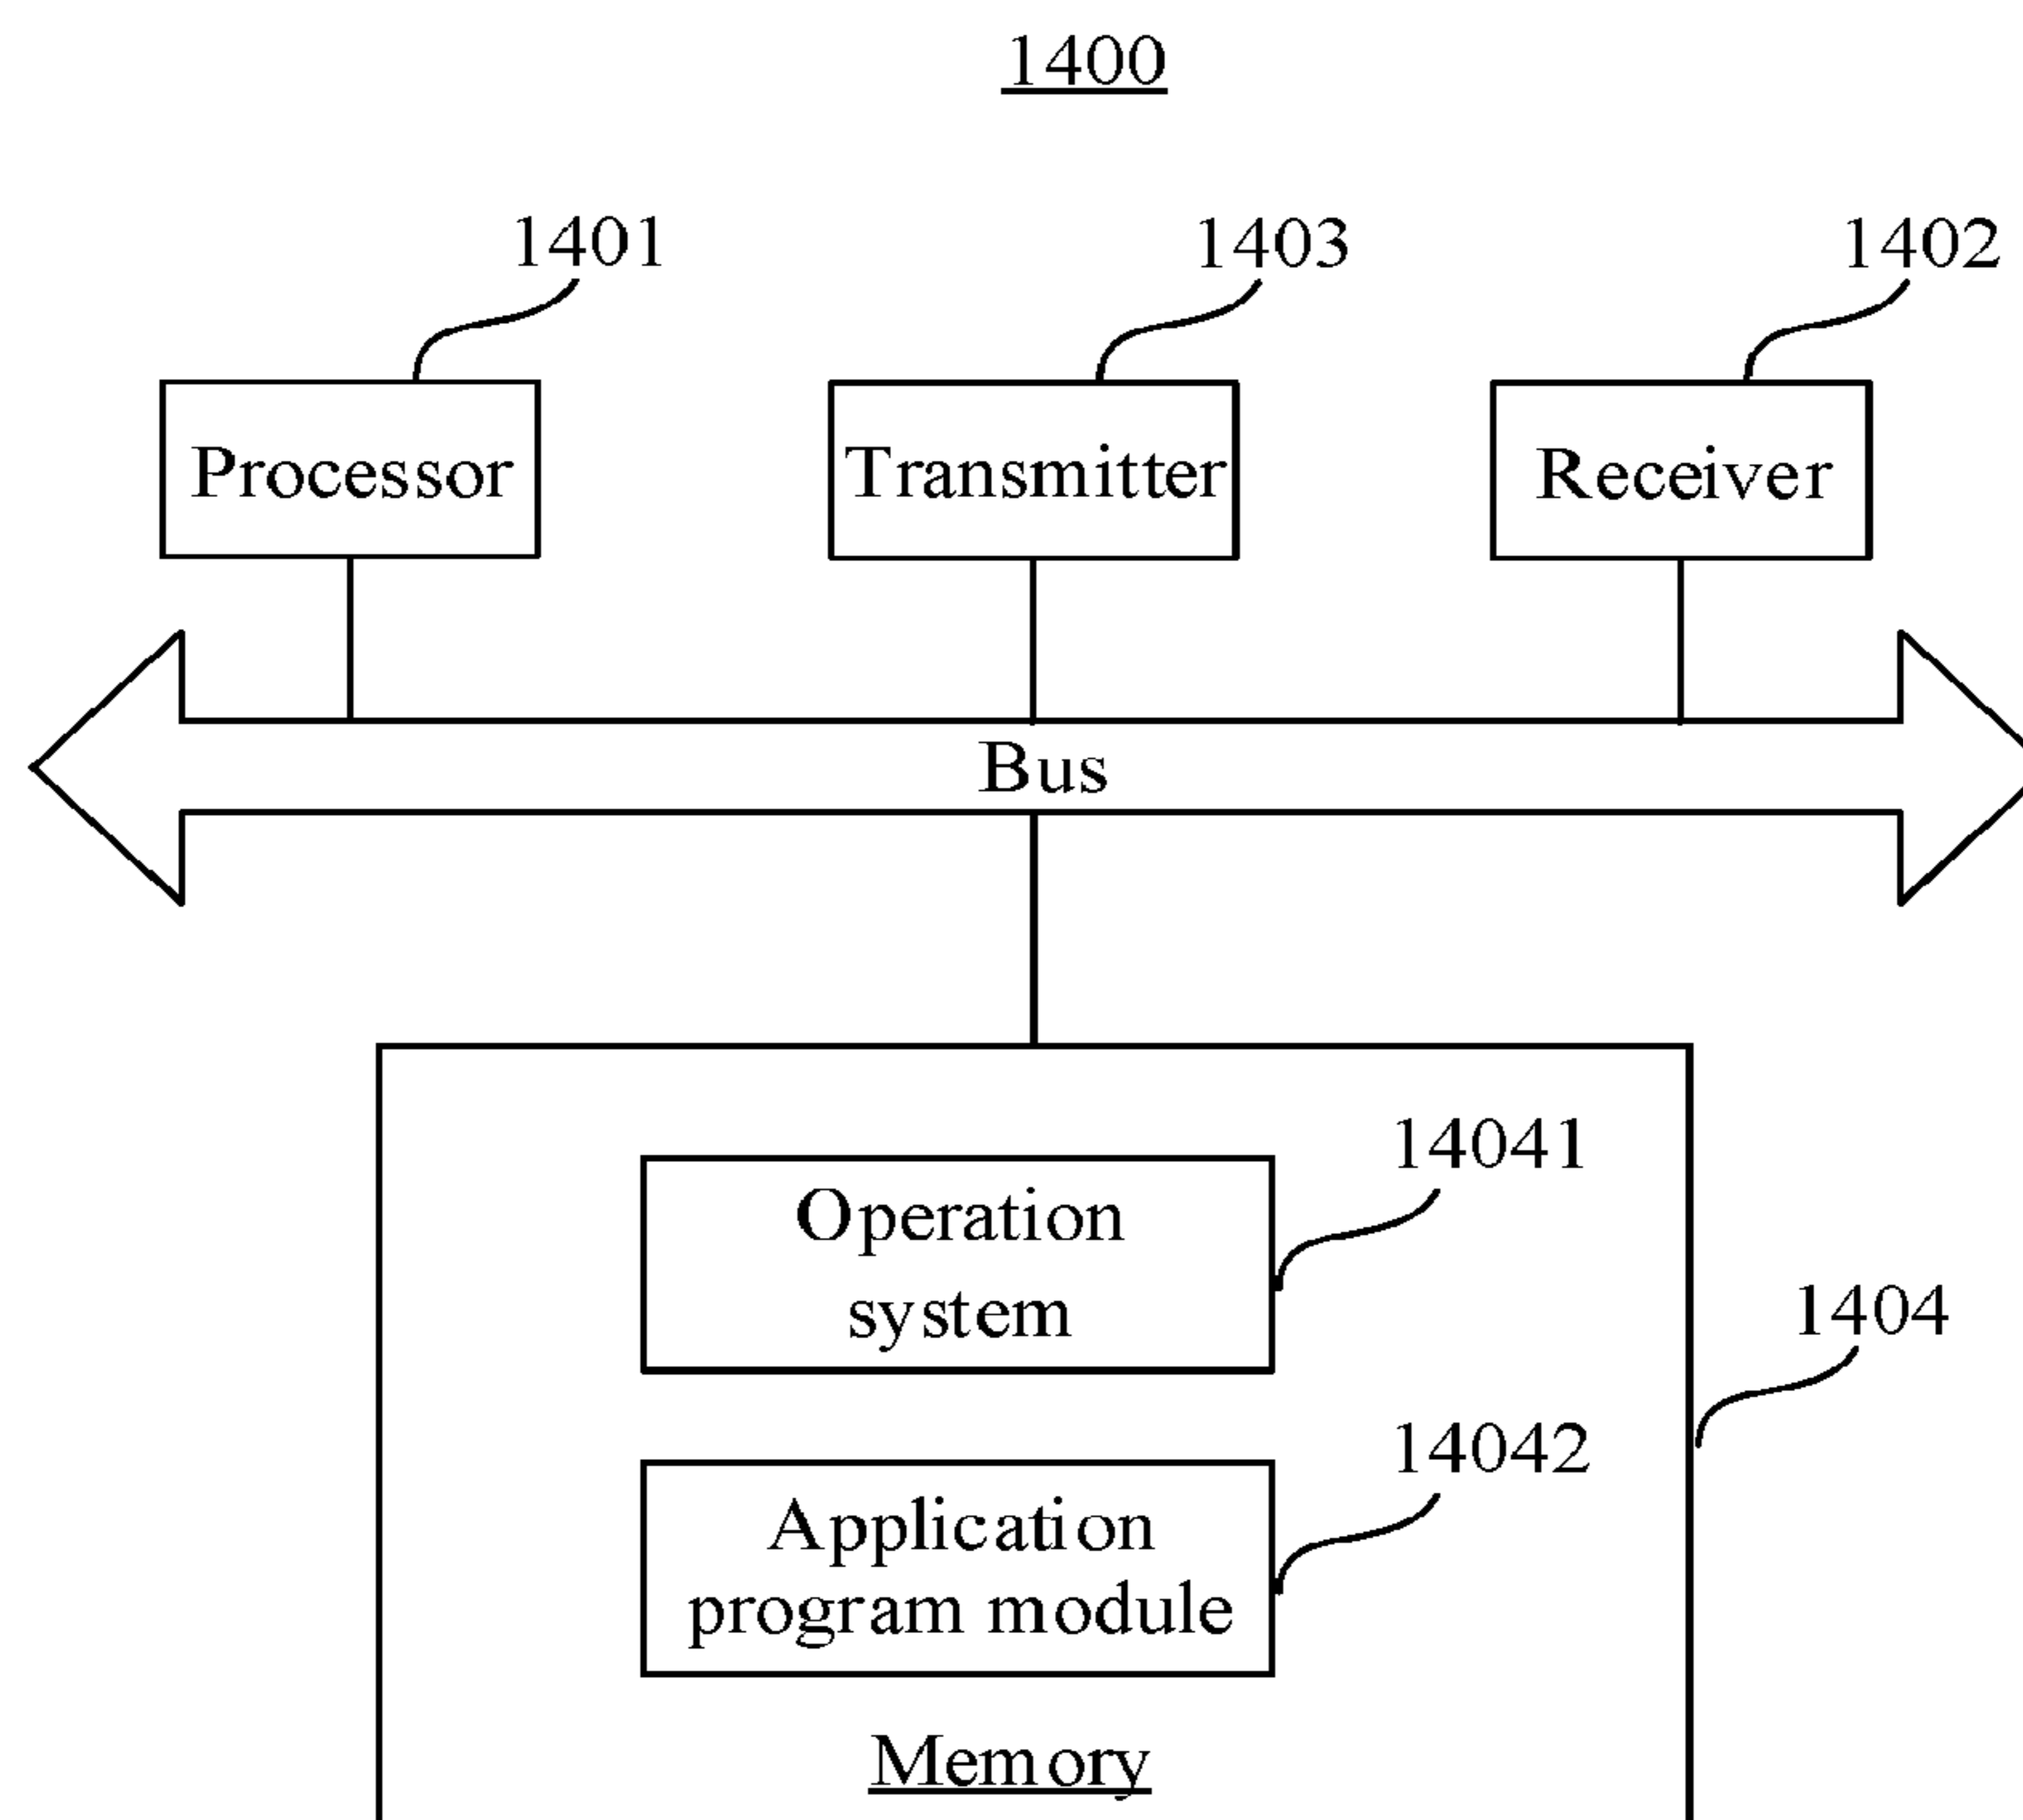 1400
1401
1403
1402
Processor
Transmitter
Receiver
Bus
14041
Operation
system
1404
14042
Application
program module
Memory